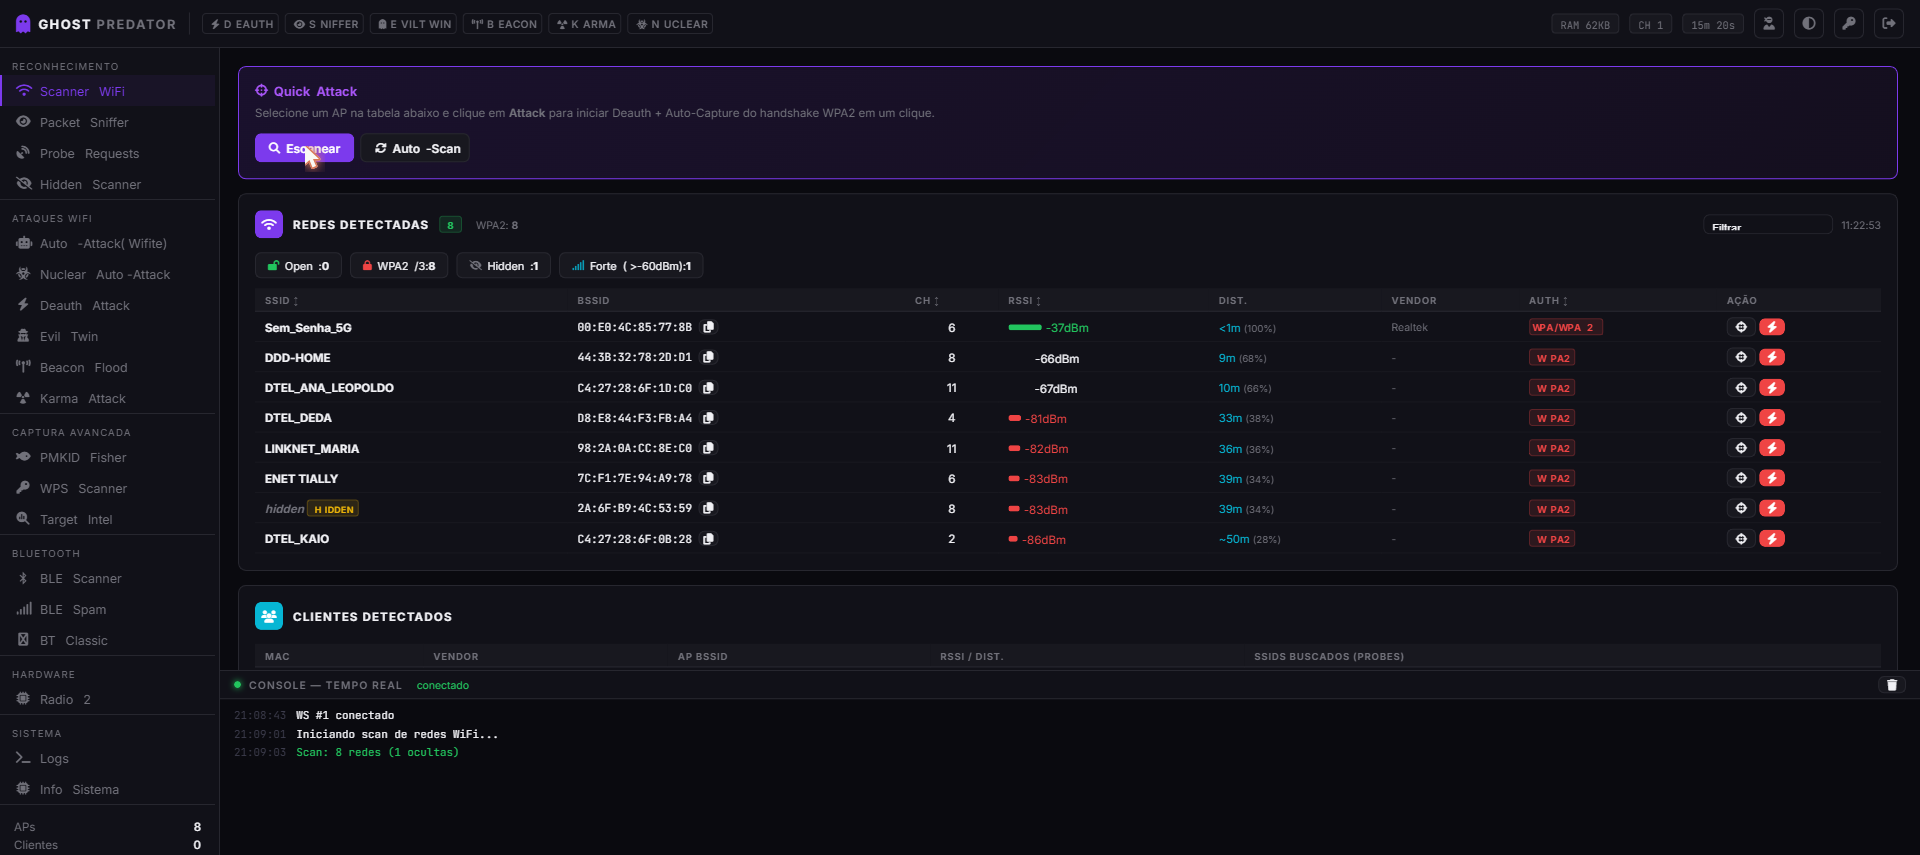 GHOST PREDATOR
D EAUTH
S NIFFER
E VILT WIN
B EACON
K ARMA
N UCLEAR
RAM 62KB
CH 1
15m 20s
RECONHECIMENTO
Scanner WiFi
Packet Sniffer
Probe Requests
Hidden Scanner
ATAQUES WIFI
Auto -Attack( Wifite)
Nuclear Auto -Attack
Deauth Attack
Evil Twin
Beacon Flood
Karma Attack
CAPTURA AVANCADA
PMKID Fisher
WPS Scanner
Target Intel
BLUETOOTH
BLE Scanner
BLE Spam
BT Classic
HARDWARE
Radio 2
SISTEMA
Logs
Info Sistema
APs 8
Clientes 0
Quick Attack
Selecione um AP na tabela abaixo e clique em Attack para iniciar Deauth + Auto-Capture do handshake WPA2 em um clique.
Escanear
Auto -Scan
REDES DETECTADAS 8 WPA2: 8
Filtrar
11:22:53
Open :0
WPA2 /3:8
Hidden :1
Forte ( >-60dBm):1
SSID ↕ BSSID CH ↕ RSSI ↕ DIST. VENDOR AUTH ↕ AÇÃO
Sem_Senha_5G 00:E0:4C:85:77:8B 6 -37dBm <1m (100%) Realtek WPA/WPA 2
DDD-HOME 44:3B:32:78:2D:D1 8 -66dBm 9m (68%) - W PA2
DTEL_ANA_LEOPOLDO C4:27:28:6F:1D:C0 11 -67dBm 10m (66%) - W PA2
DTEL_DEDA D8:E8:44:F3:FB:A4 4 -81dBm 33m (38%) - W PA2
LINKNET_MARIA 98:2A:0A:CC:8E:C0 11 -82dBm 36m (36%) - W PA2
ENET TIALLY 7C:F1:7E:94:A9:78 6 -83dBm 39m (34%) - W PA2
hidden H IDDEN 2A:6F:B9:4C:53:59 8 -83dBm 39m (34%) - W PA2
DTEL_KAIO C4:27:28:6F:0B:28 2 -86dBm ~50m (28%) - W PA2
CLIENTES DETECTADOS
MAC VENDOR AP BSSID RSSI / DIST. SSIDS BUSCADOS (PROBES)
CONSOLE — TEMPO REAL conectado
21:08:43 WS #1 conectado
21:09:01 Iniciando scan de redes WiFi...
21:09:03 Scan: 8 redes (1 ocultas)